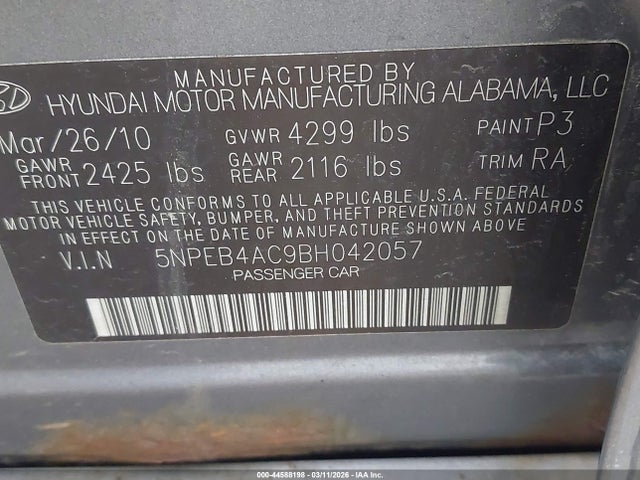 MANUFACTURED BY
HYUNDAI MOTOR MANUFACTURING ALABAMA, LLC
Mar/26/10 GVWR 4299 lbs PAINT P3
GAWR FRONT 2425 lbs GAWR REAR 2116 lbs TRIM RA
THIS VEHICLE CONFORMS TO ALL APPLICABLE U.S.A. FEDERAL
MOTOR VEHICLE SAFETY, BUMPER, AND THEFT PREVENTION STANDARDS
IN EFFECT ON THE DATE OF MANUFACTURE SHOWN ABOVE
V.I.N 5NPEB4AC9BH042057
PASSENGER CAR
000-44588198 - 03/11/2026 - IAA Inc.